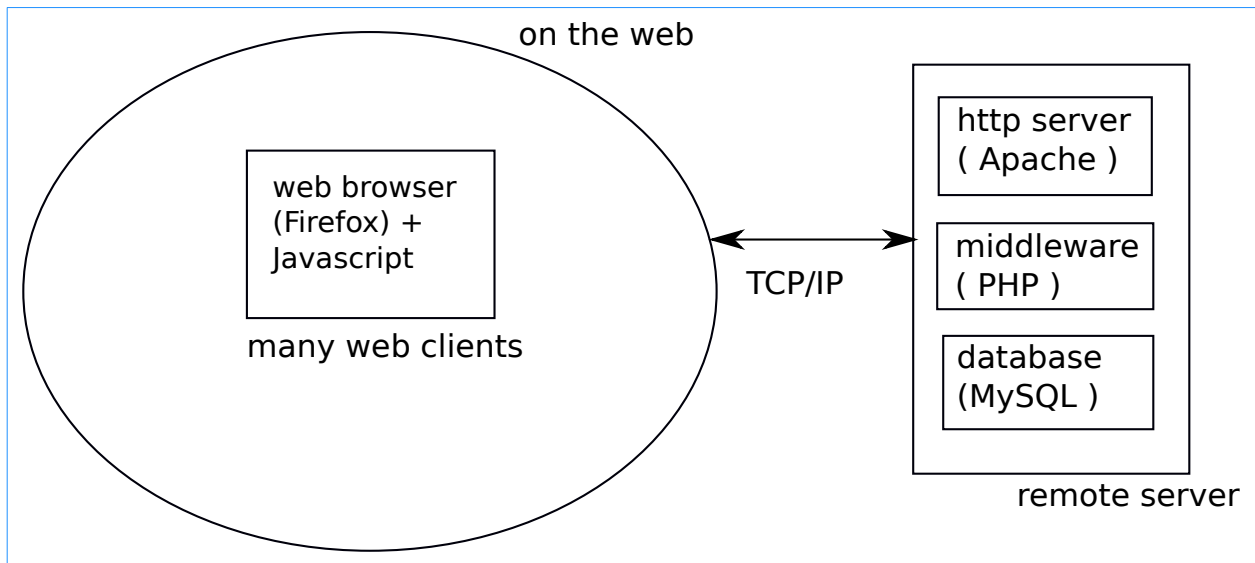 on the web
web browser
(Firefox) +
Javascript
many web clients
TCP/IP
http server
( Apache )
middleware
( PHP )
database
(MySQL )
remote server